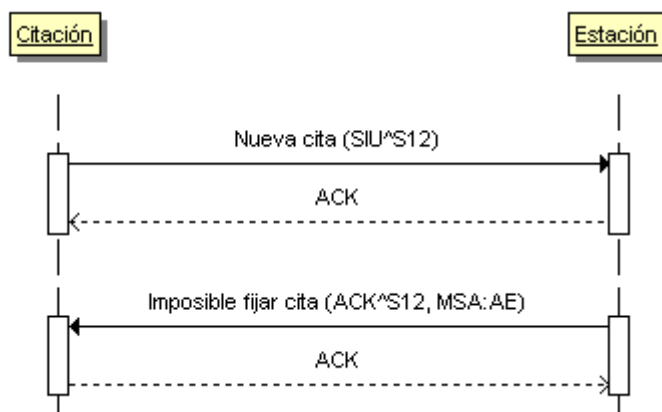 Citación
Estación
Nueva cita (SIU^S12)
ACK
Imposible fijar cita (ACK^S12, MSA:AE)
ACK